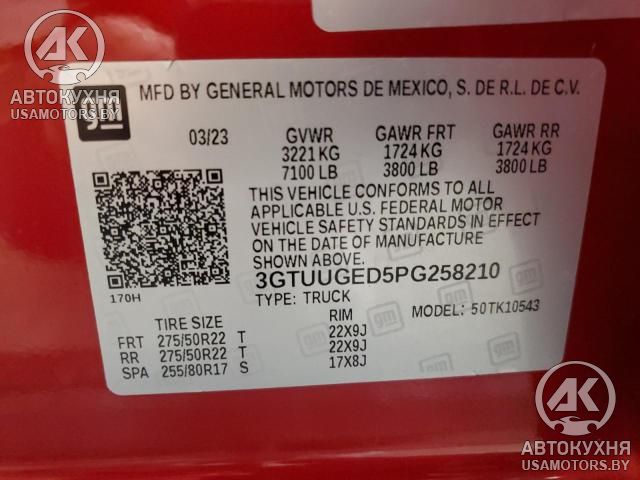 АК
АВТОКУХНЯ
USAMOTORS.BY
gm
MFD BY GENERAL MOTORS DE MEXICO, S. DE R.L. DE C.V.
03/23 GVWR GAWR FRT GAWR RR
3221 KG 1724 KG 1724 KG
7100 LB 3800 LB 3800 LB
THIS VEHICLE CONFORMS TO ALL
APPLICABLE U.S. FEDERAL MOTOR
VEHICLE SAFETY STANDARDS IN EFFECT
ON THE DATE OF MANUFACTURE
SHOWN ABOVE.
170H
3GTUUGED5PG258210
TYPE: TRUCK MODEL: 50TK10543
TIRE SIZE RIM
FRT 275/50R22 T 22X9J
RR 275/50R22 T 22X9J
SPA 255/80R17 S 17X8J
АК
АВТОКУХНЯ
USAMOTORS.BY